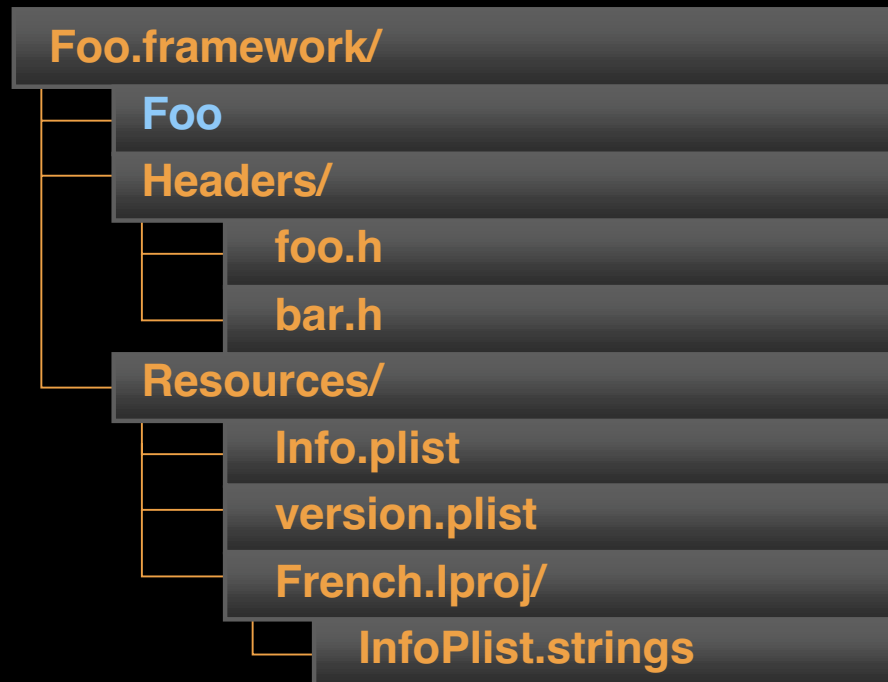 Foo.framework/
Foo
Headers/
foo.h
bar.h
Resources/
Info.plist
version.plist
French.lproj/
InfoPlist.strings